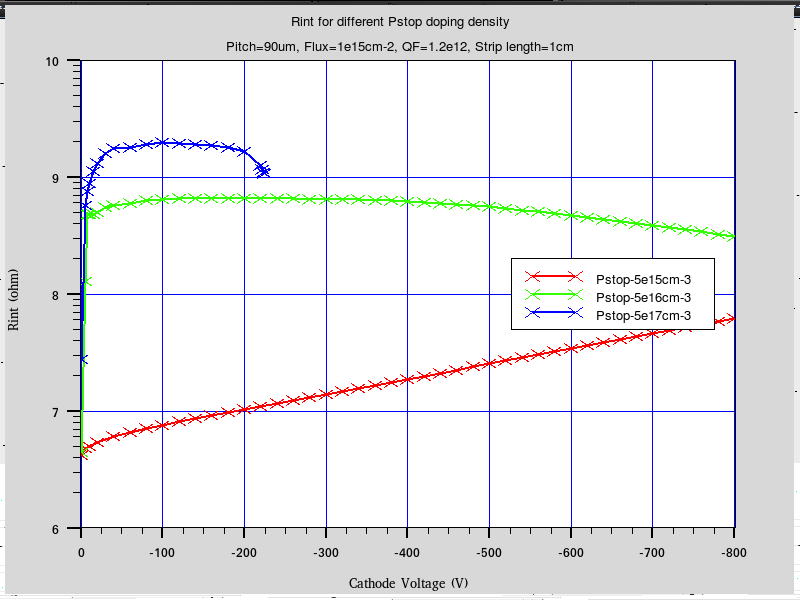 Rint for different Pstop doping density
Pitch=90um, Flux=1e15cm-2, QF=1.2e12, Strip length=1cm
10
9
8
7
6
Rint (ohm)
Pstop-5e15cm-3
Pstop-5e16cm-3
Pstop-5e17cm-3
0 -100 -200 -300 -400 -500 -600 -700 -800
Cathode Voltage (V)